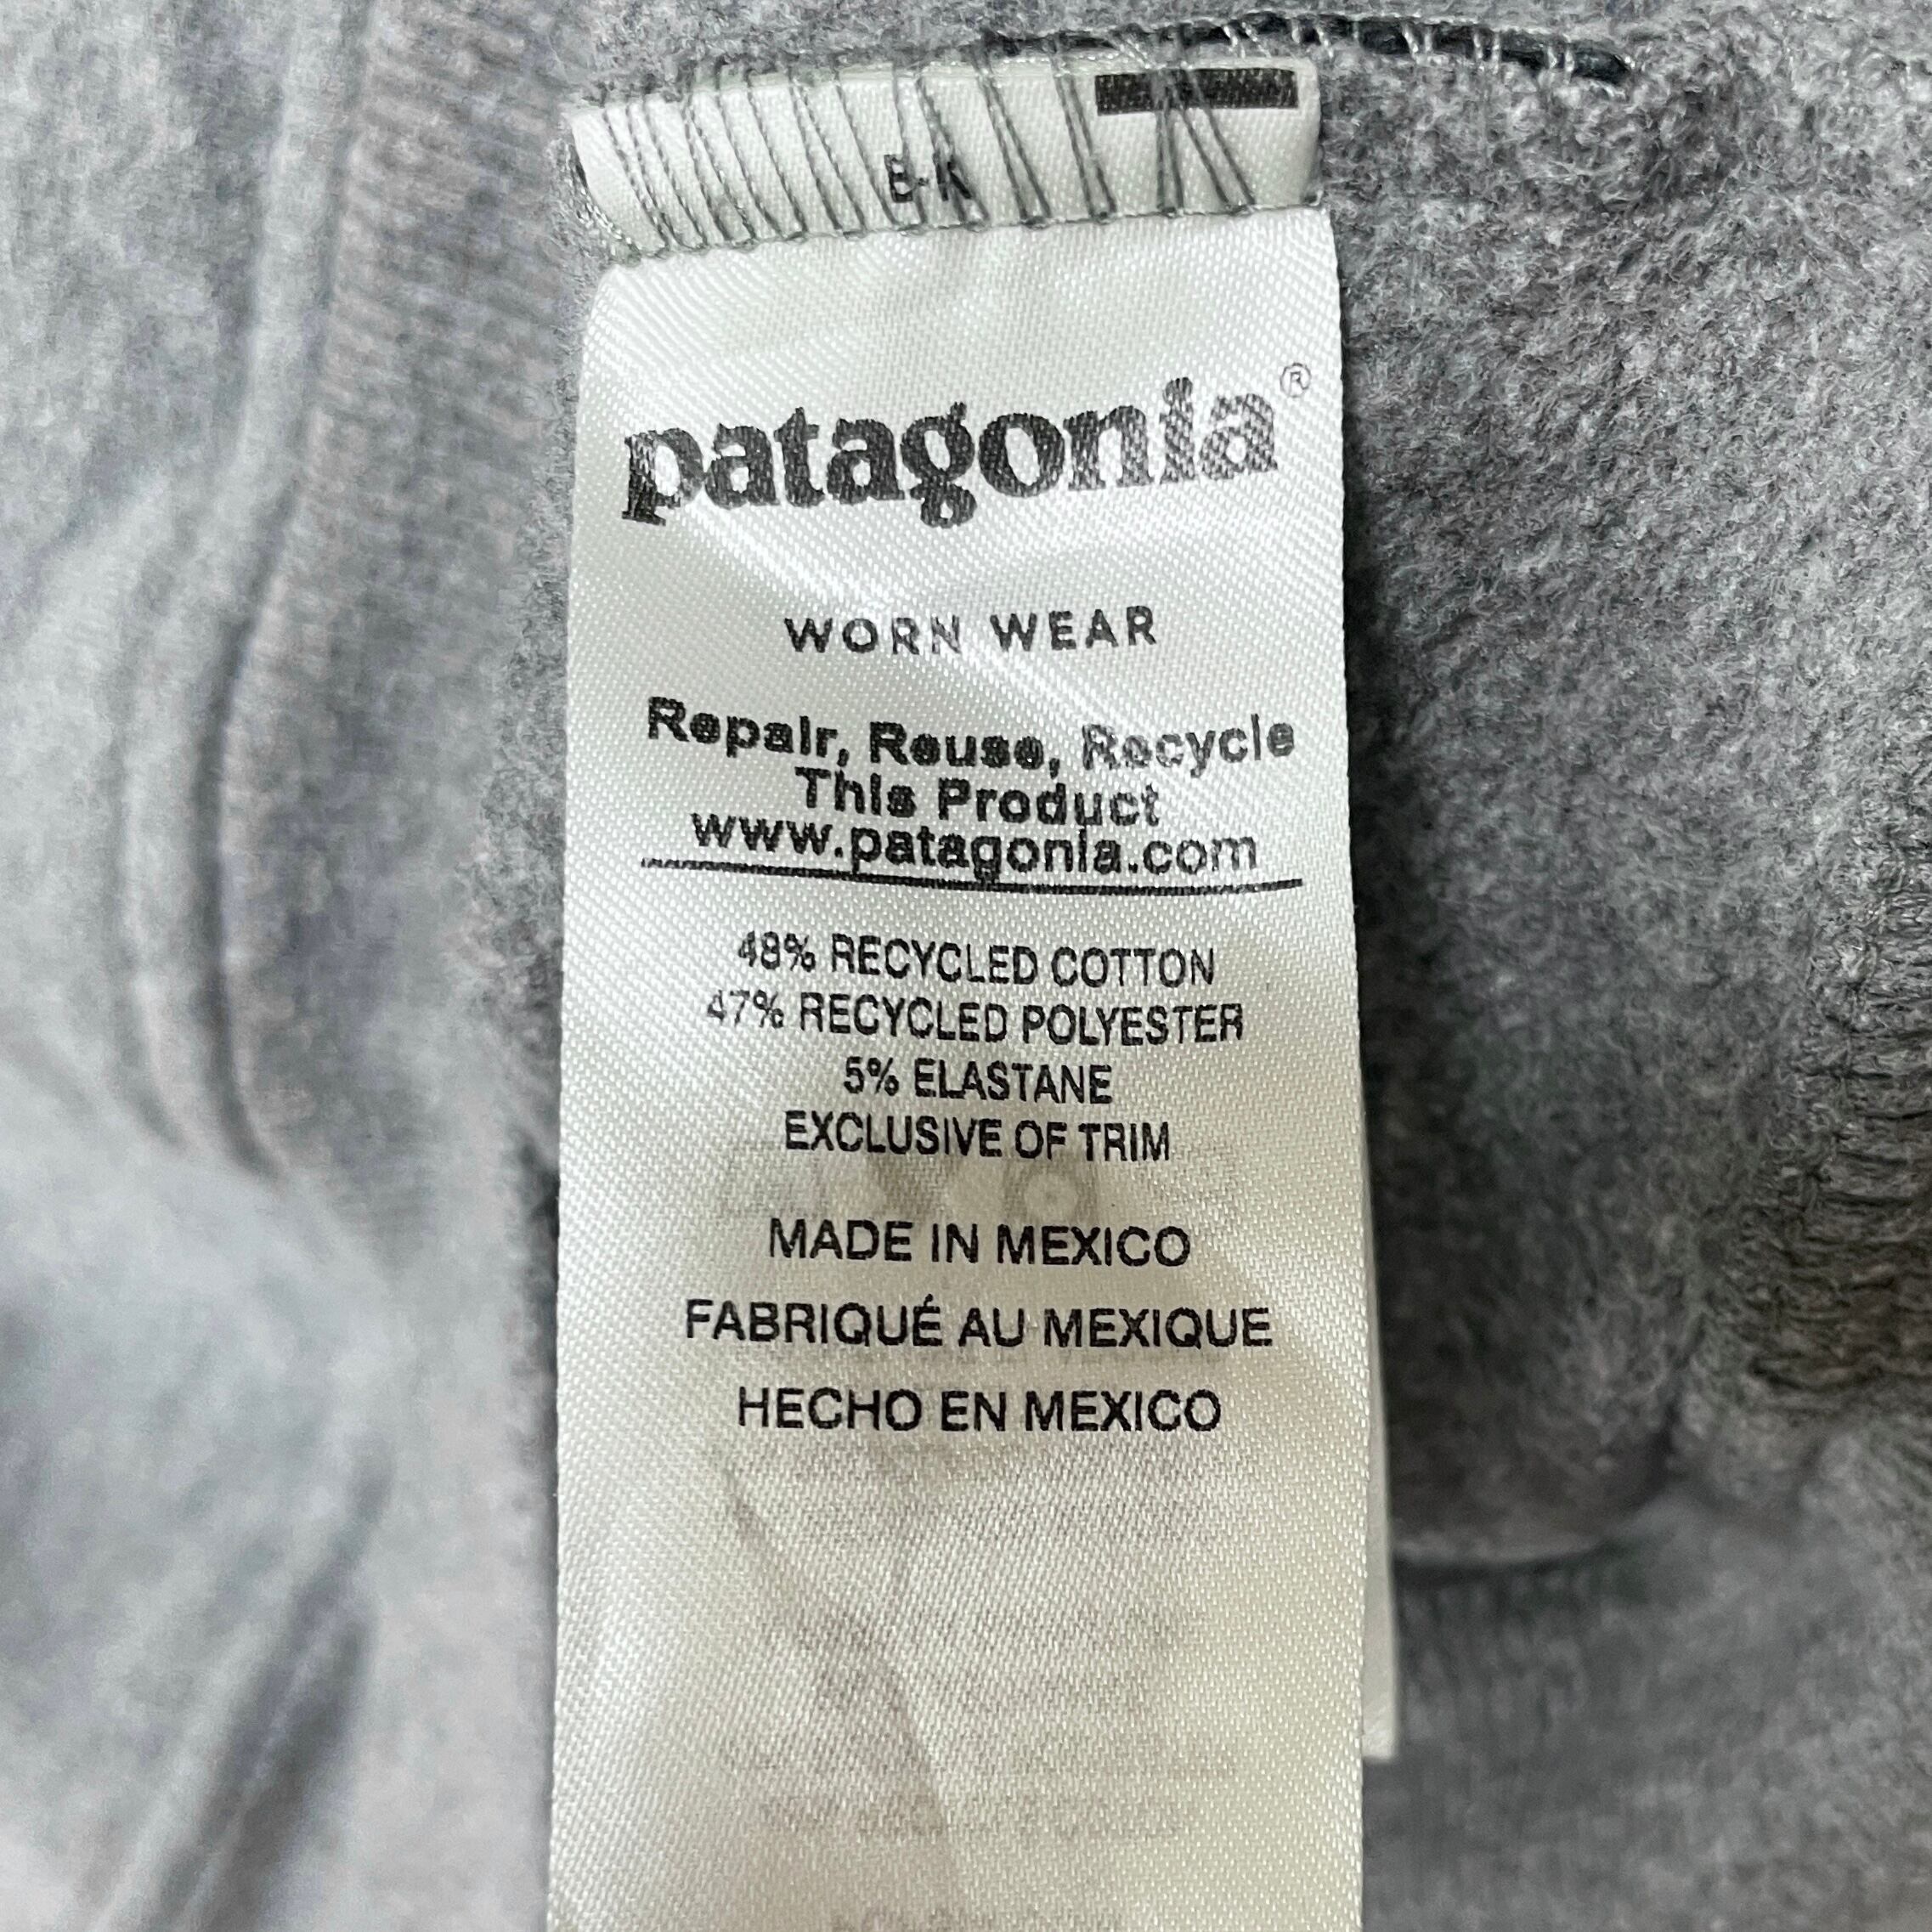 E-K
patagonia®
WORN WEAR
Repair, Reuse, Recycle
This Product
www.patagonia.com
48% RECYCLED COTTON
47% RECYCLED POLYESTER
5% ELASTANE
EXCLUSIVE OF TRIM
MADE IN MEXICO
FABRIQUÉ AU MEXIQUE
HECHO EN MEXICO